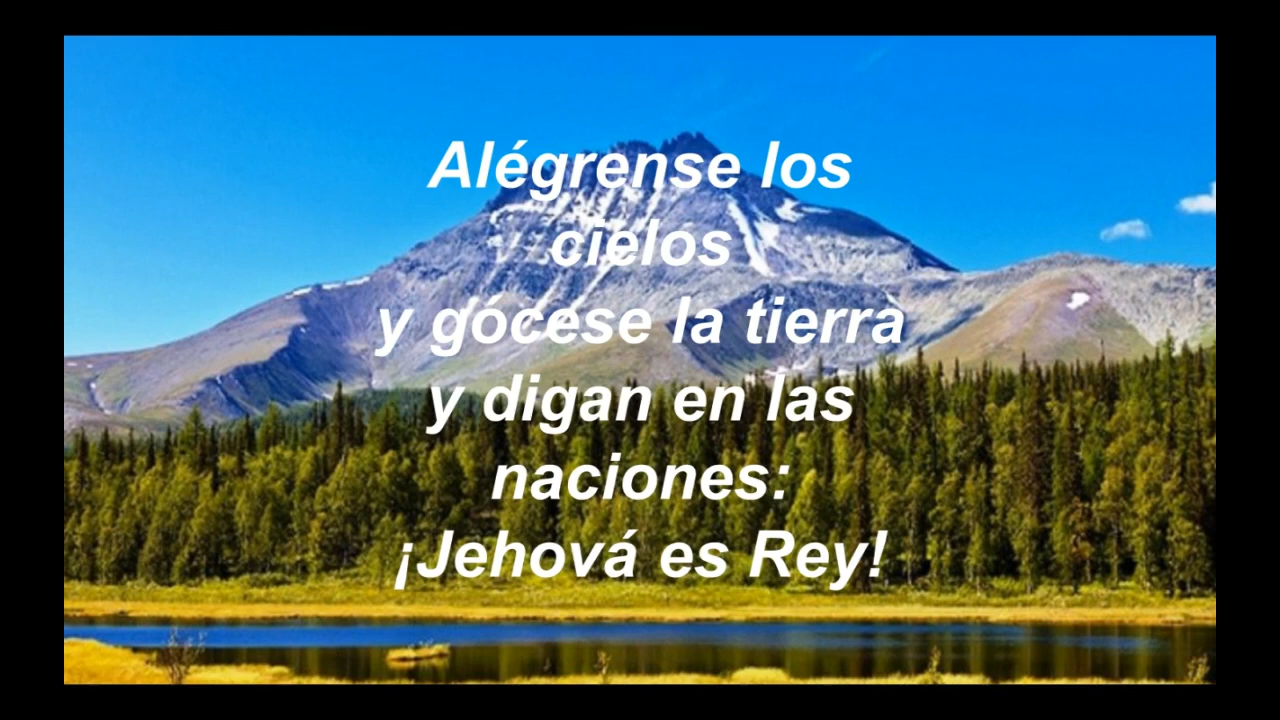 Alégrense los
cielos
y gócese la tierra
y digan en las
naciones:
¡Jehová es Rey!